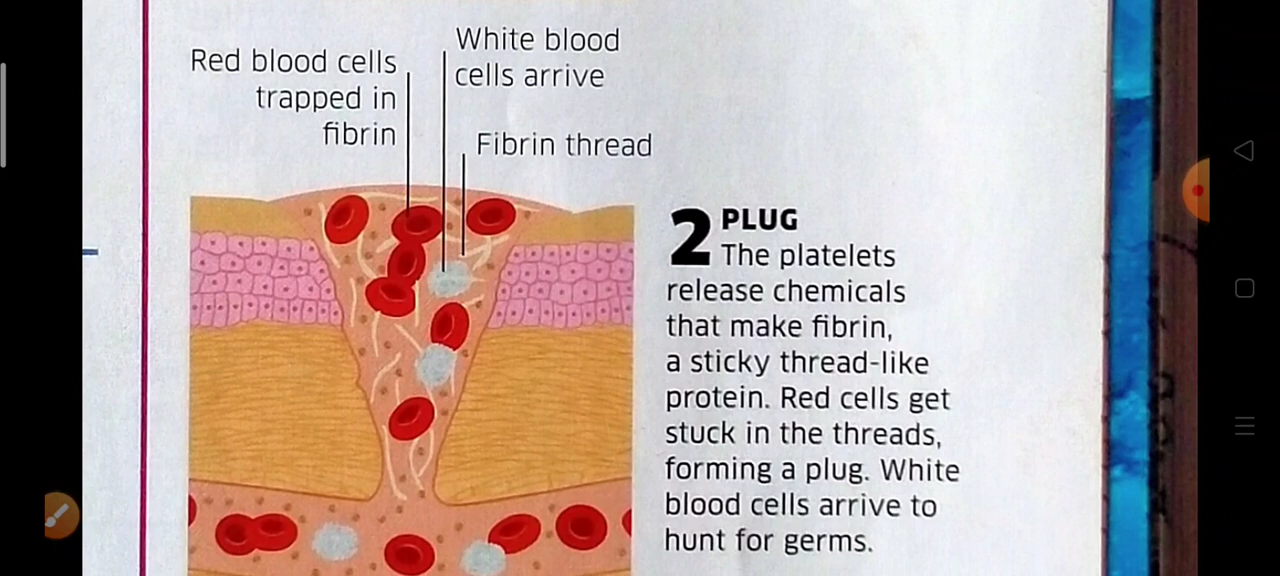 Red blood cells
trapped in
fibrin
White blood
cells arrive
Fibrin thread
2 PLUG
The platelets
release chemicals
that make fibrin,
a sticky thread-like
protein. Red cells get
stuck in the threads,
forming a plug. White
blood cells arrive to
hunt for germs.